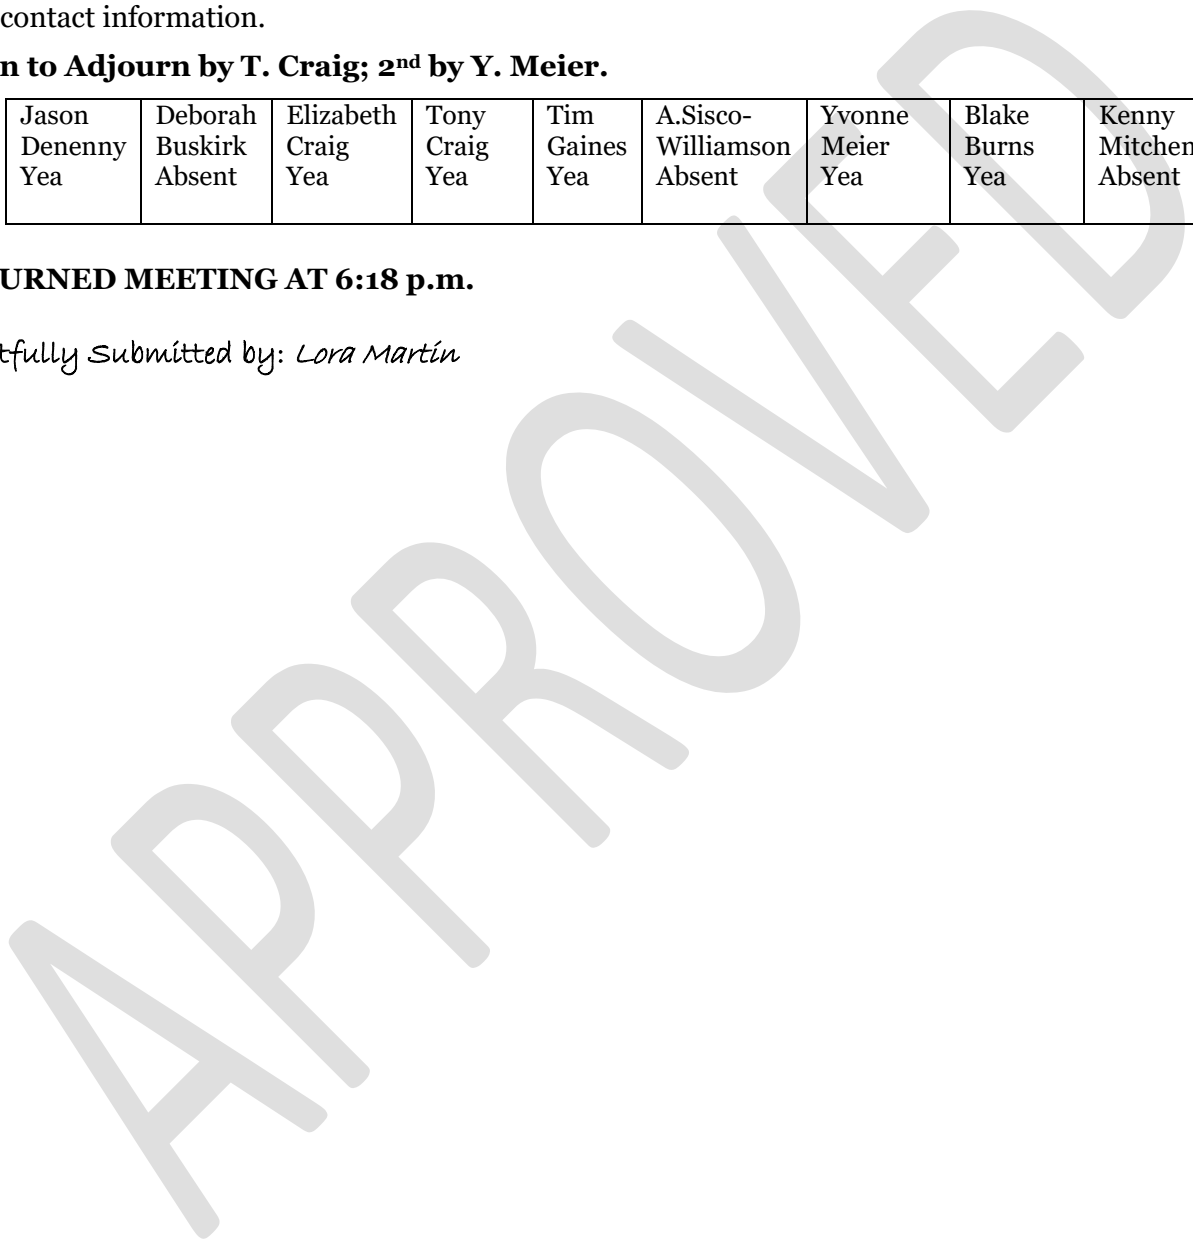 contact information.
n to Adjourn by T. Craig; 2nd by Y. Meier.
Jason Deborah Elizabeth Tony Tim A.Sisco- Yvonne Blake Kenny
Denenny Buskirk Craig Craig Gaines Williamson Meier Burns Mitchen
Yea Absent Yea Yea Yea Absent Yea Yea Absent
URNED MEETING AT 6:18 p.m.
tfully Submitted by: Lora Martin
APPROVED